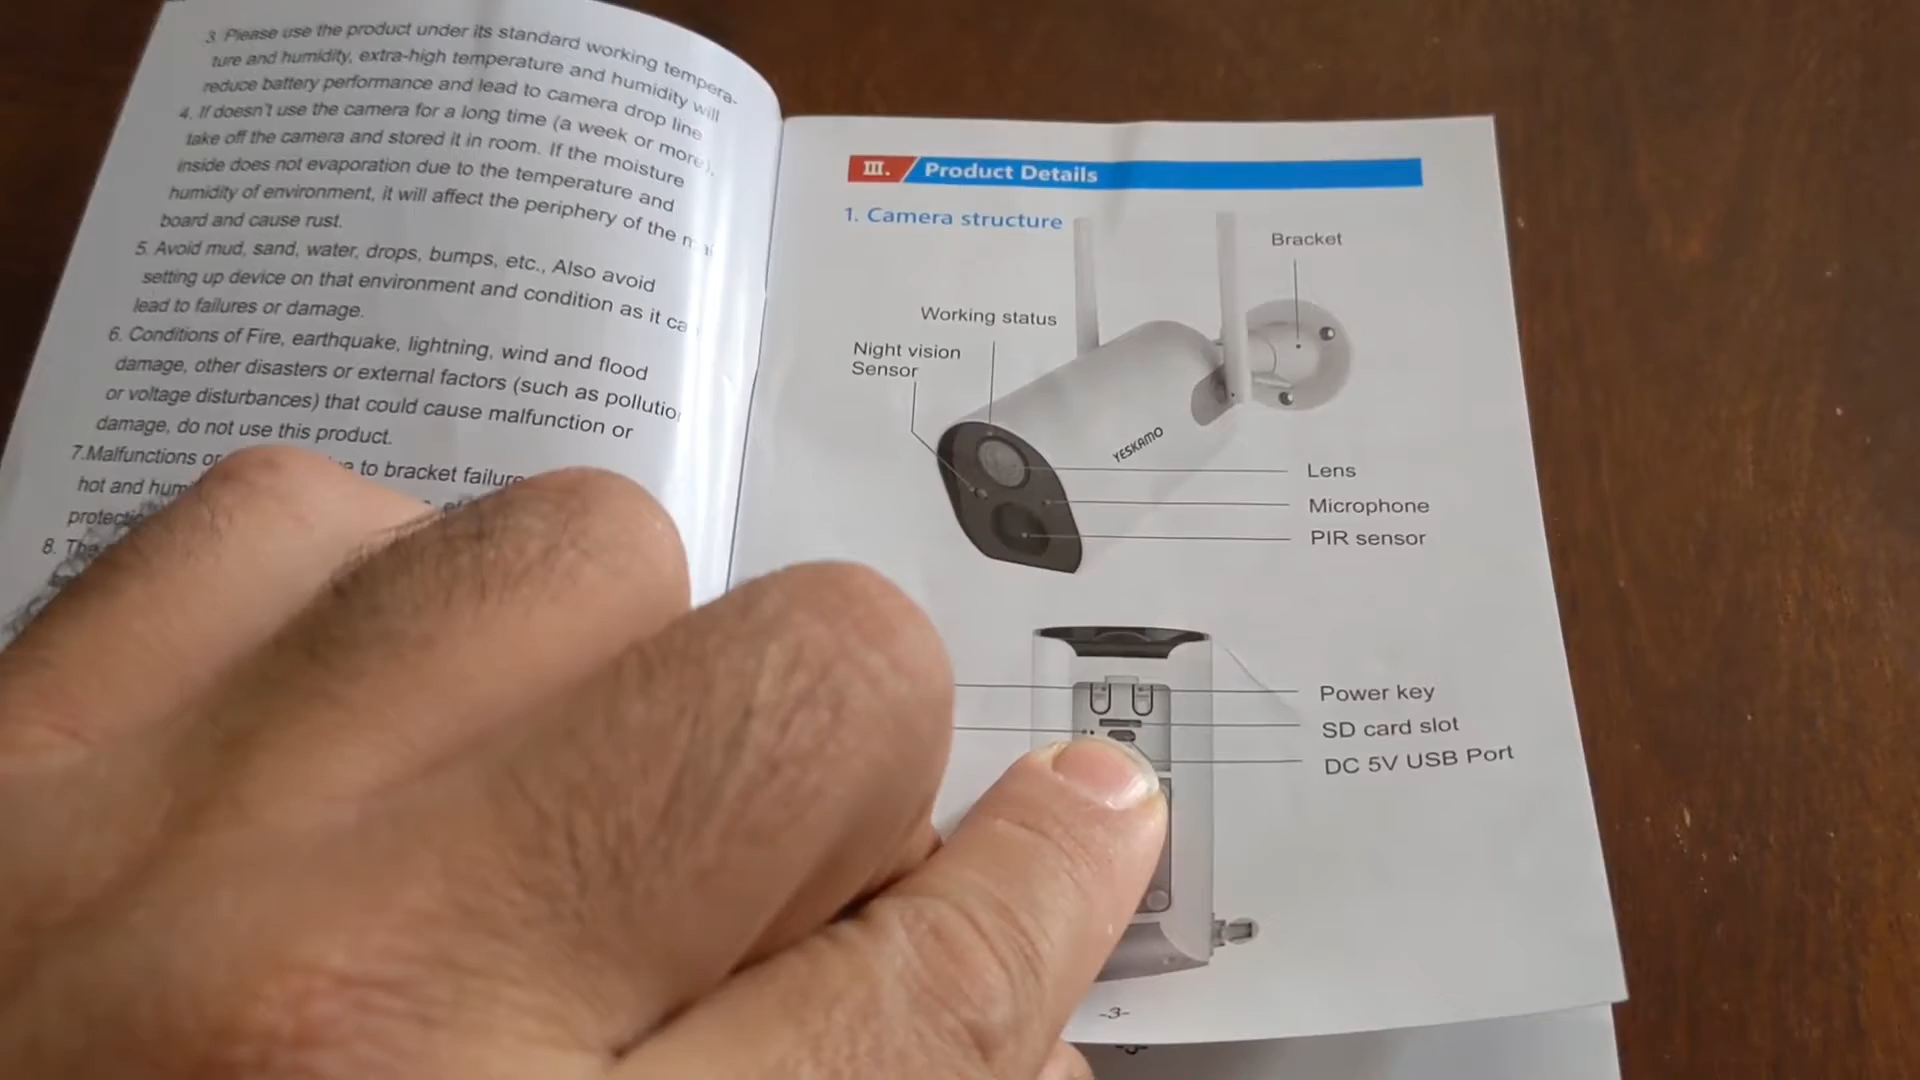 3. Please use the product under its standard working tempera-
ture and humidity, extra-high temperature and humidity will
reduce battery performance and lead to camera drop line
4. If doesn't use the camera for a long time (a week or more),
take off the camera and stored it in room. If the moisture
inside does not evaporation due to the temperature and
humidity of environment, it will affect the periphery of the
board and cause rust.
5. Avoid mud, sand, water, drops, bumps, etc., Also avoid
setting up device on that environment and condition as it
lead to failures or damage.
6. Conditions of Fire, earthquake, lightning, wind and flood
damage, other disasters or external factors (such as pollution
or voltage disturbances) that could cause malfunction or
damage, do not use this product.
7.Malfunctions or to bracket failure
hot and
8.
III. Product Details
1. Camera structure
Bracket
Working status
Night vision
Sensor
YESKAMO
Lens
Microphone
PIR sensor
Power key
SD card slot
DC 5V USB Port
-3-